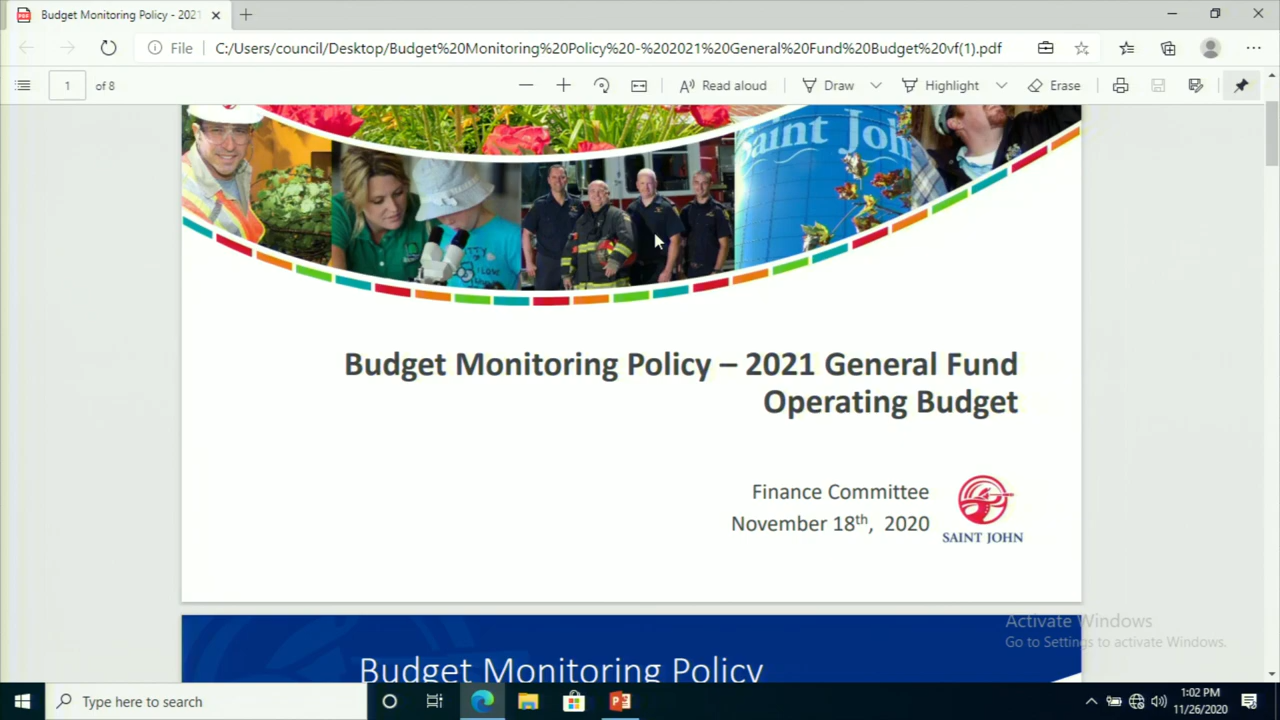 Budget Monitoring Policy - 2021
File C:/Users/council/Desktop/Budget%20Monitoring%20Policy%20-%202021%20General%20Fund%20Budget%20vf(1).pdf
1 of 8 Read aloud Draw Highlight Erase
Saint Joh
Budget Monitoring Policy – 2021 General Fund
Operating Budget
Finance Committee
November 18th, 2020
SAINT JOHN
Activate Windows
Go to Settings to activate Windows.
Budget Monitoring Policy
Type here to search
1:02 PM
11/26/2020